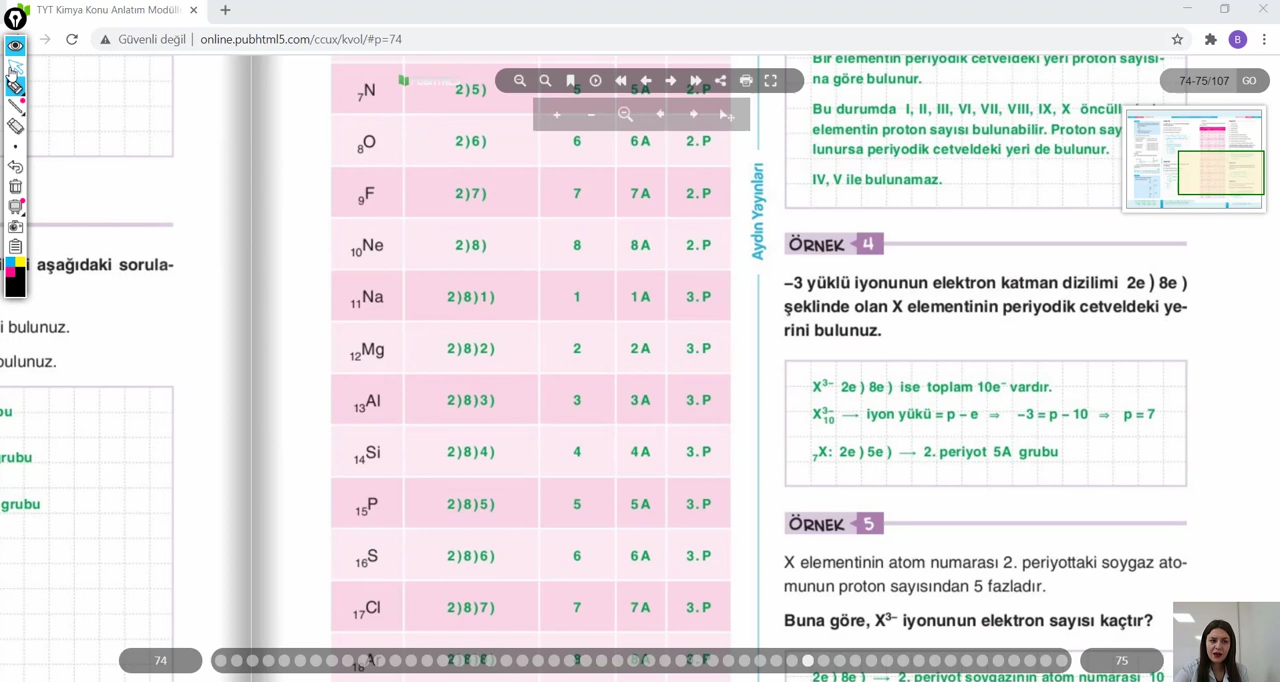 TYT Kimya Konu Anlatım Modüll
Güvenli değil | online.pubhtml5.com/ccux/kvol/#p=74
B
74-75/107 GO
i aşağıdaki sorula-
i bulunuz.
bulunuz.
bu
rubu
grubu
7N 2)5) 5 5A 2.P
8O 2)6) 6 6A 2.P
9F 2)7) 7 7A 2.P
10Ne 2)8) 8 8A 2.P
11Na 2)8)1) 1 1A 3.P
12Mg 2)8)2) 2 2A 3.P
13Al 2)8)3) 3 3A 3.P
14Si 2)8)4) 4 4A 3.P
15P 2)8)5) 5 5A 3.P
16S 2)8)6) 6 6A 3.P
17Cl 2)8)7) 7 7A 3.P
Aydın Yayınları
Bir elementin periyodik cetveldeki yeri proton sayısı-
na göre bulunur.
Bu durumda I, II, III, VI, VII, VIII, IX, X öncüll
elementin proton sayısı bulunabilir. Proton say
lunursa periyodik cetveldeki yeri de bulunur.
IV, V ile bulunamaz.
ÖRNEK 4
–3 yüklü iyonunun elektron katman dizilimi 2e ) 8e )
şeklinde olan X elementinin periyodik cetveldeki ye-
rini bulunuz.
X3– 2e ) 8e ) ise toplam 10e– vardır.
X3–10 → iyon yükü = p – e ⇒ –3 = p – 10 ⇒ p = 7
7X: 2e ) 5e ) → 2. periyot 5A grubu
ÖRNEK 5
X elementinin atom numarası 2. periyottaki soygaz ato-
munun proton sayısından 5 fazladır.
Buna göre, X3– iyonunun elektron sayısı kaçtır?
2e ) 8e ) → 2. periyot soygazının atom numarası 10
74
75